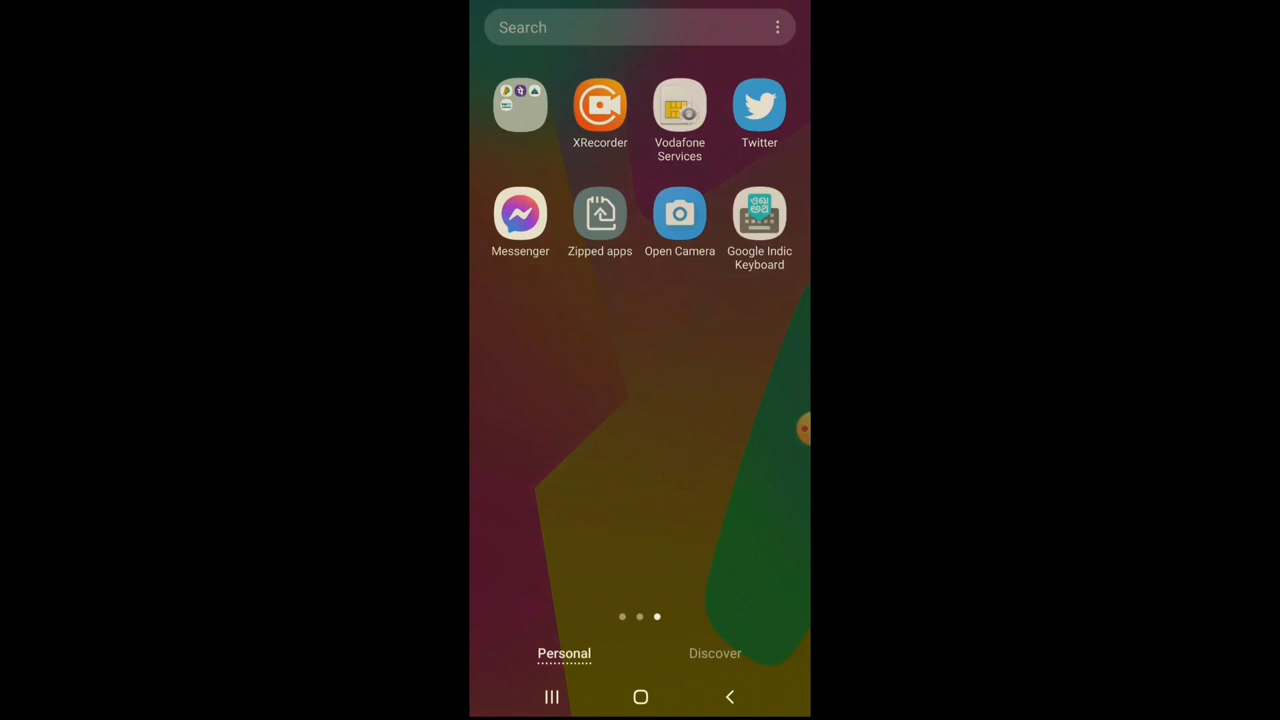 Search
XRecorder
Vodafone
Services
Twitter
Messenger
Zipped apps
Open Camera
Google Indic
Keyboard
Personal
Discover